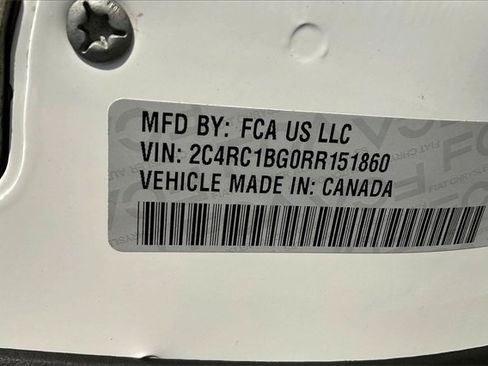 MFD BY: FCA US LLC
VIN: 2C4RC1BG0RR151860
VEHICLE MADE IN: CANADA